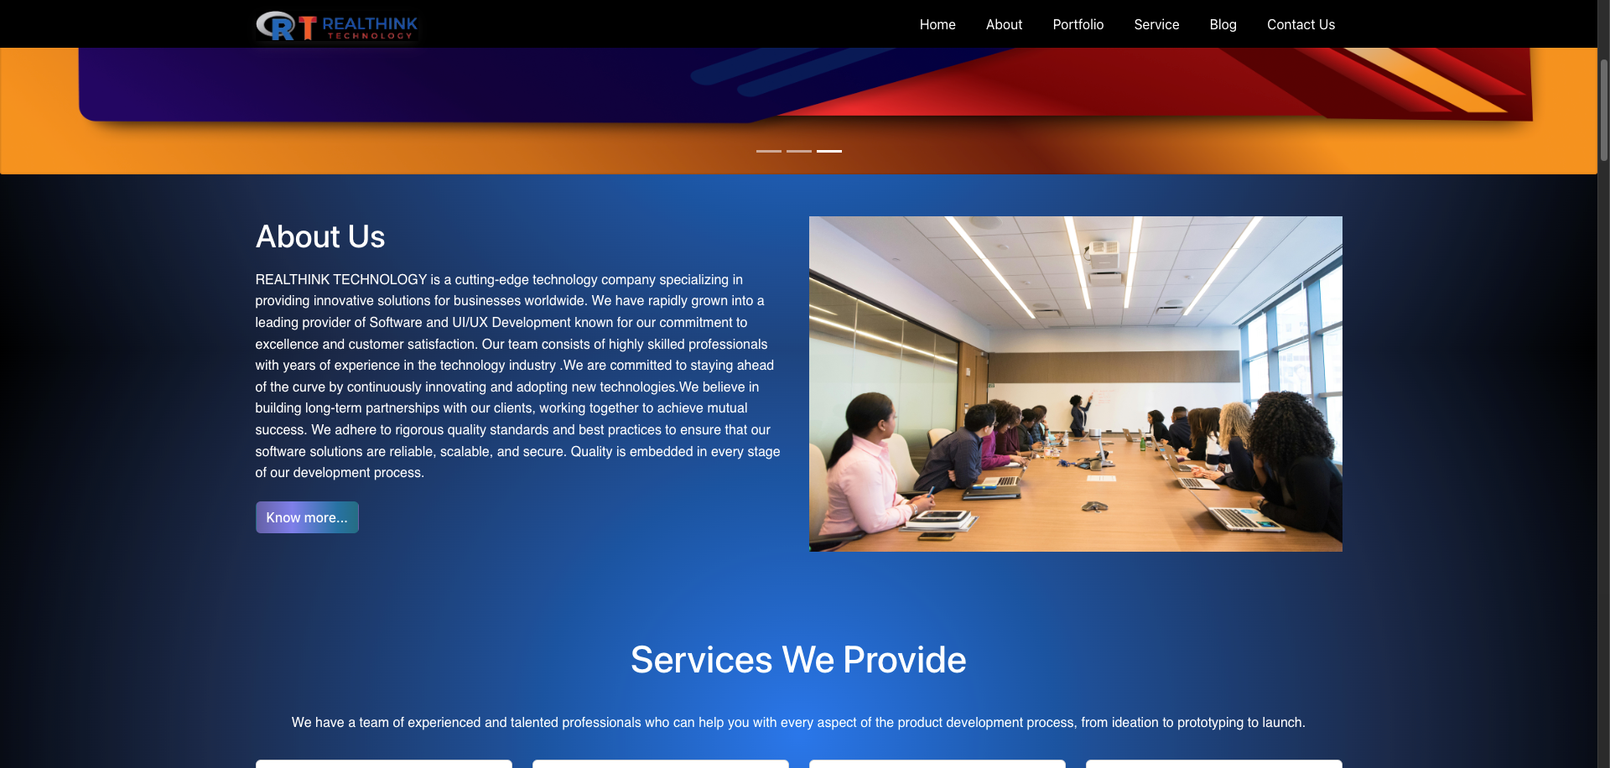 REALTHINK
TECHNOLOGY
Home About Portfolio Service Blog Contact Us
About Us
REALTHINK TECHNOLOGY is a cutting-edge technology company specializing in
providing innovative solutions for businesses worldwide. We have rapidly grown into a
leading provider of Software and UI/UX Development known for our commitment to
excellence and customer satisfaction. Our team consists of highly skilled professionals
with years of experience in the technology industry .We are committed to staying ahead
of the curve by continuously innovating and adopting new technologies.We believe in
building long-term partnerships with our clients, working together to achieve mutual
success. We adhere to rigorous quality standards and best practices to ensure that our
software solutions are reliable, scalable, and secure. Quality is embedded in every stage
of our development process.
Know more...
Services We Provide
We have a team of experienced and talented professionals who can help you with every aspect of the product development process, from ideation to prototyping to launch.